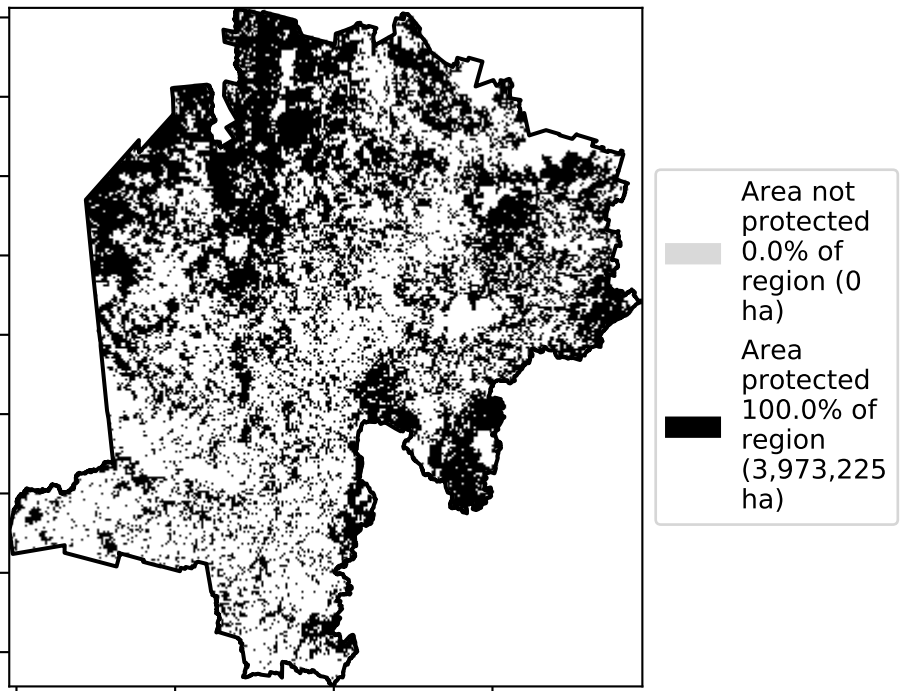 Area not
protected
0.0% of
region (0
ha)
Area
protected
100.0% of
region
(3,973,225
ha)